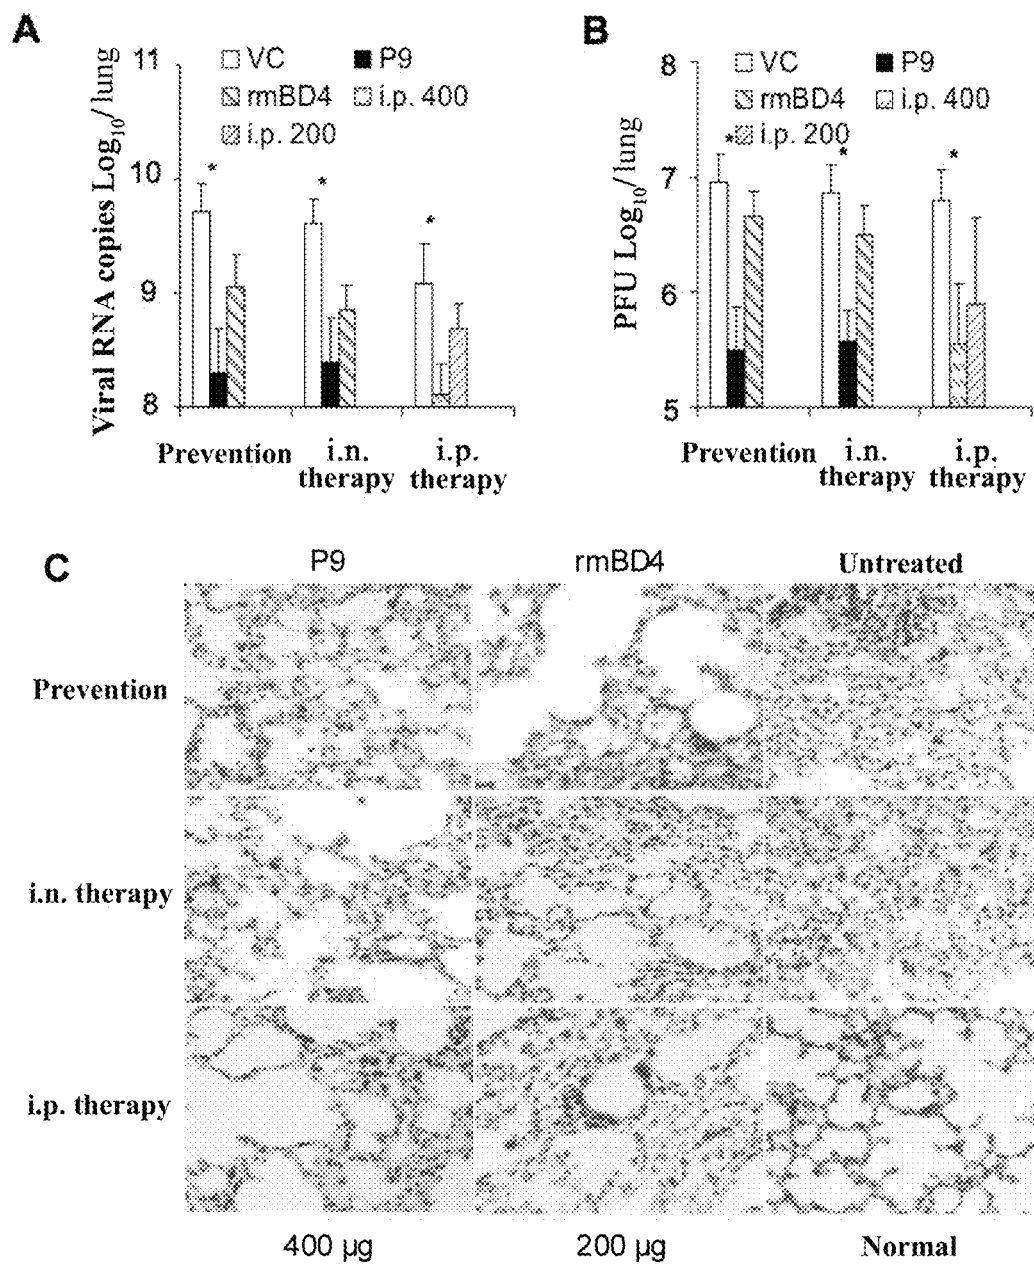 A
Viral RNA copies Log10/lung
11
10
9
8
VC
P9
rmBD4
i.p. 400
i.p. 200
*
*
*
Prevention
i.n. therapy
i.p. therapy
B
PFU Log10/lung
8
7
6
5
VC
P9
rmBD4
i.p. 400
i.p. 200
*
*
*
Prevention
i.n. therapy
i.p. therapy
C
P9
rmBD4
Untreated
Prevention
i.n. therapy
i.p. therapy
400 µg
200 µg
Normal